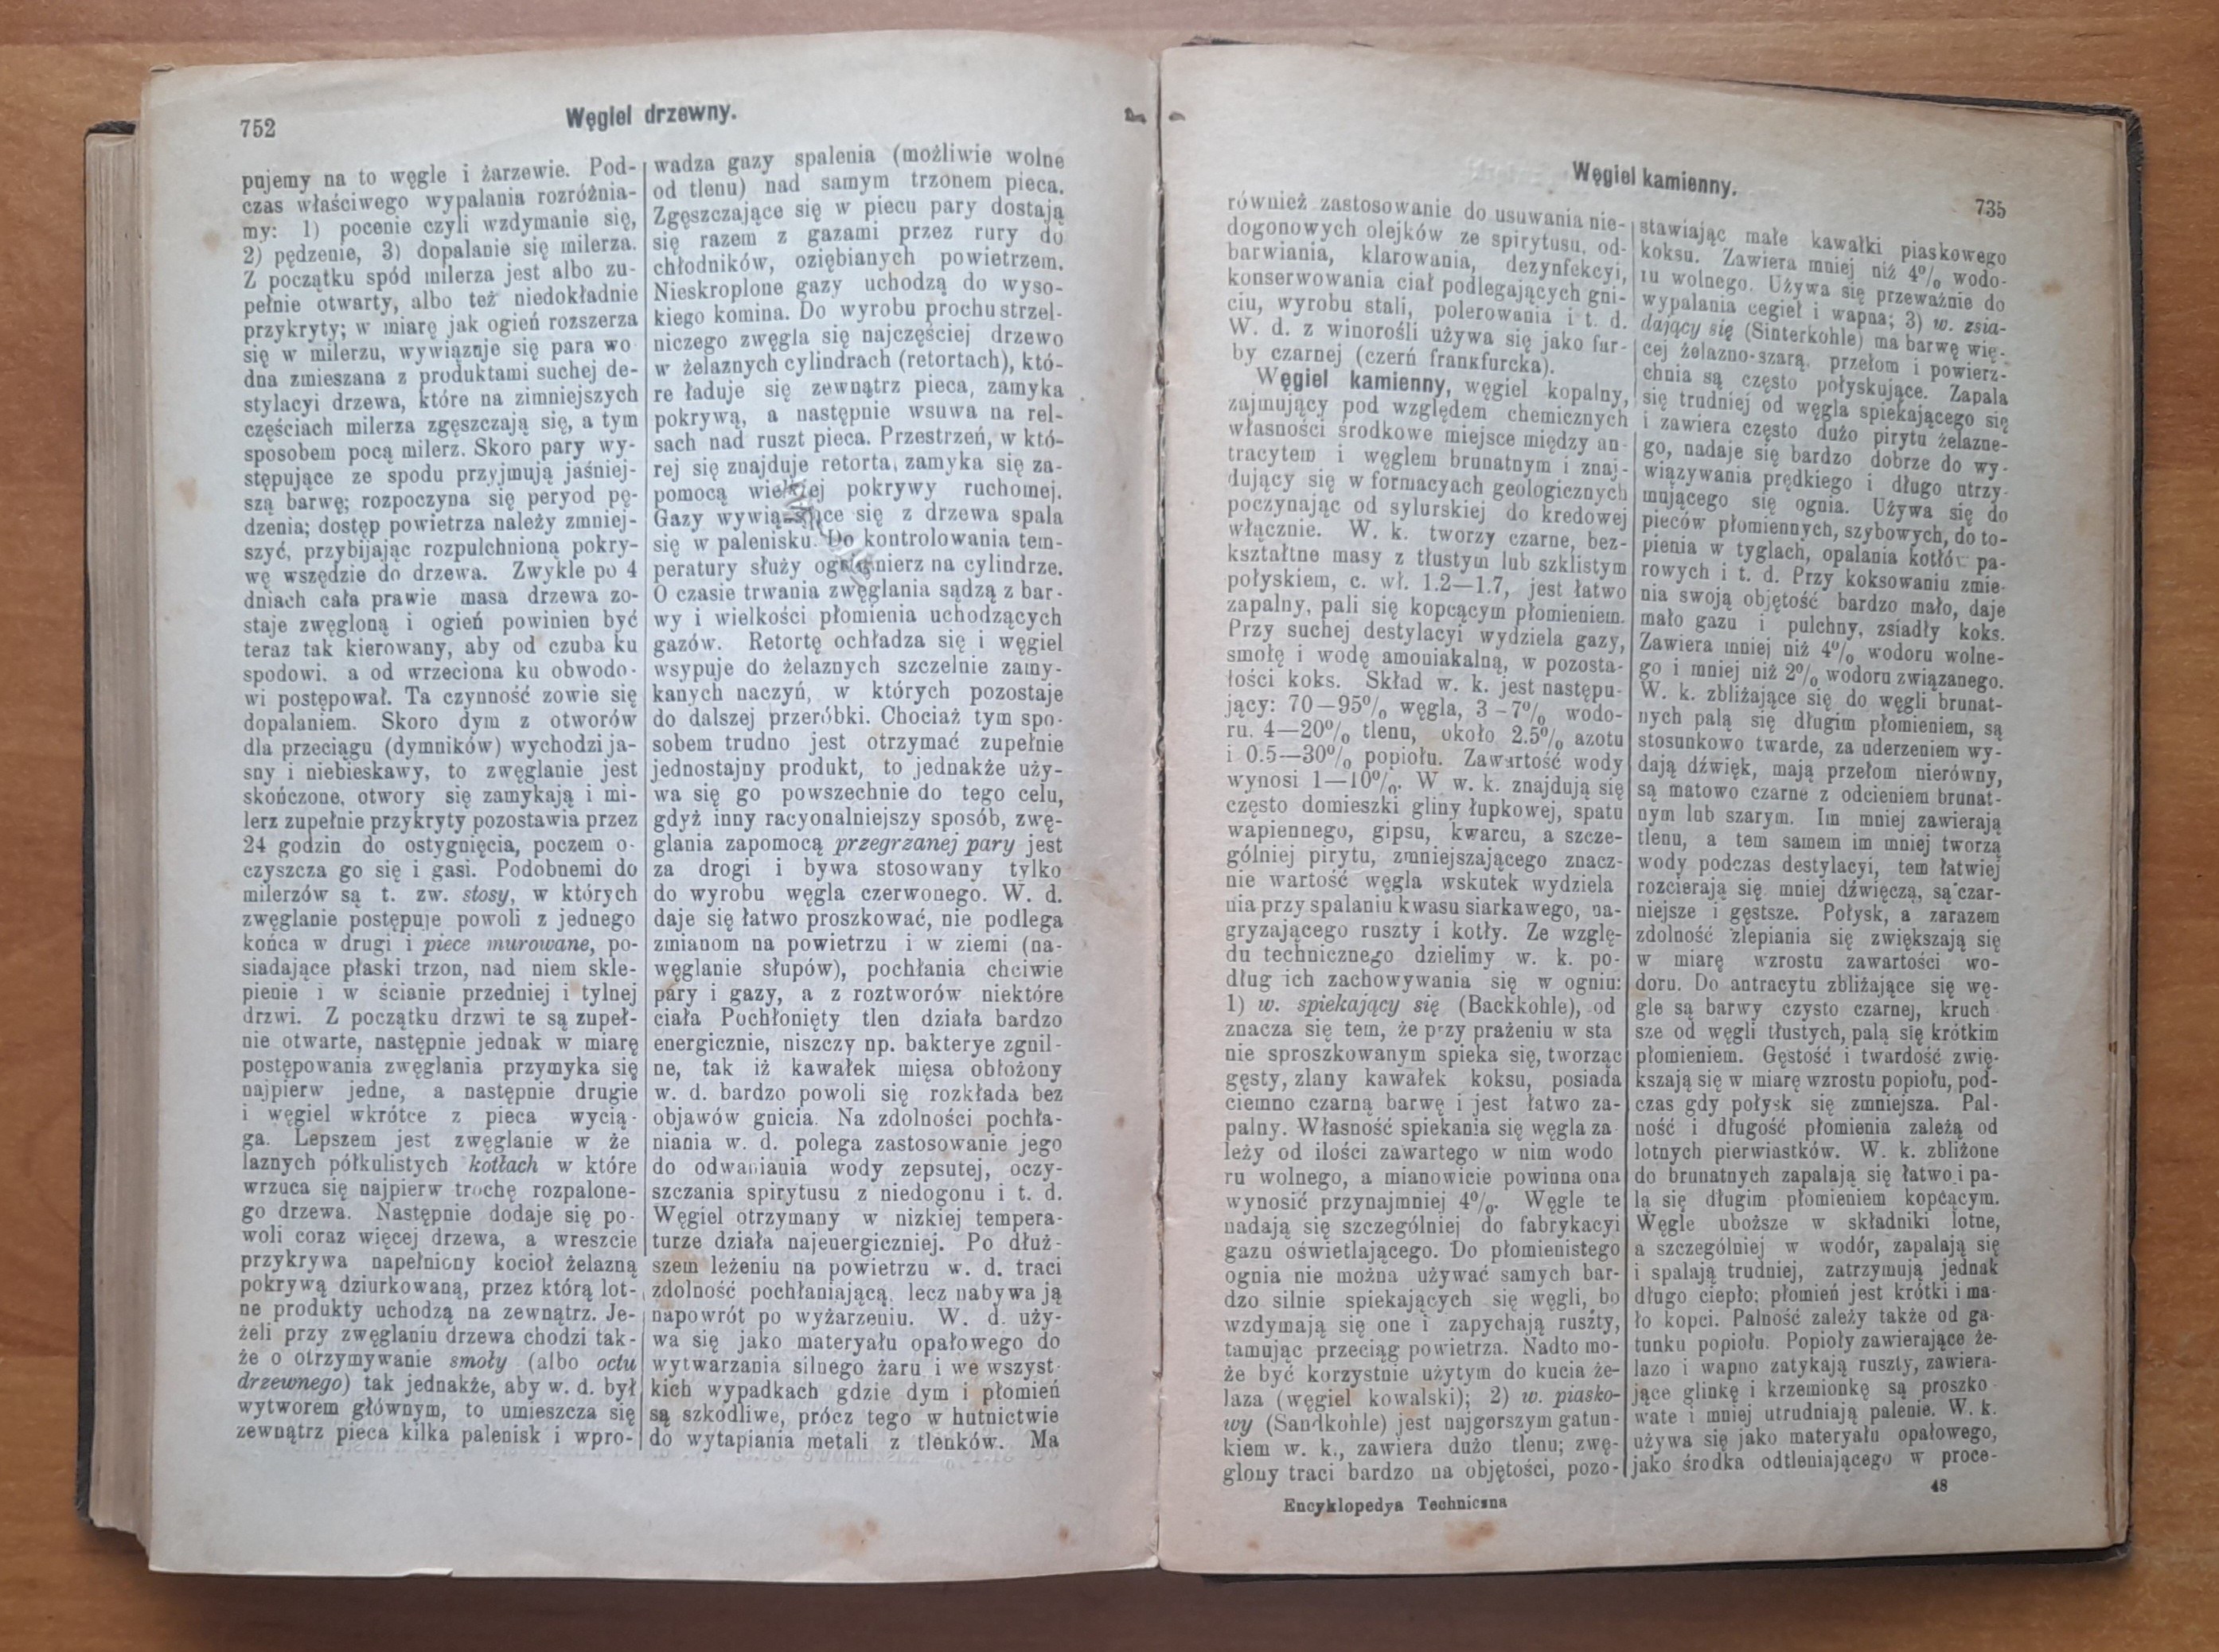 752
Węgiel drzewny.
pujemy na to węgle i żarzewie. Pod-
czas właściwego wypalania rozróżnia-
my: 1) pocenie czyli wzdymanie się,
2) pędzenie, 3) dopalanie się milerza.
Z początku spód milerza jest albo zu-
pełnie otwarty, albo też niedokładnie
przykryty; w miarę jak ogień rozszerza
się w milerzu, wywiązuje się para wo
dna zmieszana z produktami suchej de-
stylacyi drzewa, które na zimniejszych
częściach milerza zgęszczają się, a tym
sposobem pocą milerz. Skoro pary wy-
stępujące ze spodu przyjmują jaśniej-
szą barwę; rozpoczyna się peryod pę-
dzenia; dostęp powietrza należy zmniej-
szyć, przybijając rozpulchnioną pokry-
wę wszędzie do drzewa. Zwykle po 4
dniach cała prawie masa drzewa zo-
staje zwęgloną i ogień powinien być
teraz tak kierowany, aby od czuba ku
spodowi, a od wrzeciona ku obwodo-
wi postępował. Ta czynność zowie się
dopalaniem. Skoro dym z otworów
dla przeciągu (dymników) wychodzi ja-
sny i niebieskawy, to zwęglanie jest
skończone, otwory się zamykają i mi-
lerz zupełnie przykryty pozostawia przez
24 godzin do ostygnięcia, poczem o-
czyszcza go się i gasi. Podobnemi do
milerzów są t. zw. stosy, w których
zwęglanie postępuje powoli z jednego
końca w drugi i piece murowane, po-
siadające płaski trzon, nad niem skle-
pienie i w ścianie przedniej i tylnej
drzwi. Z początku drzwi te są zupeł-
nie otwarte, następnie jednak w miarę
postępowania zwęglania przymyka się
najpierw jedne, a następnie drugie
i węgiel wkrótce z pieca wycią-
ga. Lepszem jest zwęglanie w że
laznych półkulistych kotłach w które
wrzuca się najpierw trochę rozpalone-
go drzewa. Następnie dodaje się po-
woli coraz więcej drzewa, a wreszcie
przykrywa napełniony kocioł żelazną
pokrywą dziurkowaną, przez którą lot-
ne produkty uchodzą na zewnątrz. Je-
żeli przy zwęglaniu drzewa chodzi tak-
że o otrzymywanie smoły (albo octu
drzewnego) tak jednakże, aby w. d. był
wytworem głównym, to umieszcza się
zewnątrz pieca kilka palenisk i wpro-
wadza gazy spalenia (możliwie wolne
od tlenu) nad samym trzonem pieca.
Zgęszczające się w piecu pary dostają
się razem z gazami przez rury do
chłodników, oziębianych powietrzem.
Nieskroplone gazy uchodzą do wyso-
kiego komina. Do wyrobu prochu strzel-
niczego zwęgla się najczęściej drzewo
w żelaznych cylindrach (retortach), któ-
re ładuje się zewnątrz pieca, zamyka
pokrywą, a następnie wsuwa na rel-
sach nad ruszt pieca. Przestrzeń, w któ-
rej się znajduje retorta, zamyka się za-
pomocą wielkiej pokrywy ruchomej.
Gazy wywiązujące się z drzewa spala
się w palenisku. Do kontrolowania tem-
peratury służy ogniomierz na cylindrze.
O czasie trwania zwęglania sądzą z bar-
wy i wielkości płomienia uchodzących
gazów. Retortę ochładza się i węgiel
wsypuje do żelaznych szczelnie zamy-
kanych naczyń, w których pozostaje
do dalszej przeróbki. Chociaż tym spo-
sobem trudno jest otrzymać zupełnie
jednostajny produkt, to jednakże uży-
wa się go powszechnie do tego celu,
gdyż inny racyonalniejszy sposób, zwę-
glania zapomocą przegrzanej pary jest
za drogi i bywa stosowany tylko
do wyrobu węgla czerwonego. W. d.
daje się łatwo proszkować, nie podlega
zmianom na powietrzu i w ziemi (na-
węglanie słupów), pochłania chciwie
pary i gazy, a z roztworów niektóre
ciała Pochłonięty tlen działa bardzo
energicznie, niszczy np. bakterye zgnil-
ne, tak iż kawałek mięsa obłożony
w. d. bardzo powoli się rozkłada bez
objawów gnicia. Na zdolności pochła-
niania w. d. polega zastosowanie jego
do odwaniania wody zepsutej, oczy-
szczania spirytusu z niedogonu i t. d.
Węgiel otrzymany w nizkiej tempera-
turze działa najenergiczniej. Po dłuż-
szem leżeniu na powietrzu w. d. traci
zdolność pochłaniającą, lecz nabywa ją
napowrót po wyżarzeniu. W. d. uży-
wa się jako materyału opałowego do
wytwarzania silnego żaru i we wszyst-
kich wypadkach gdzie dym i płomień
są szkodliwe, prócz tego w hutnictwie
do wytapiania metali z tlenków. Ma
Węgiel kamienny.
735
również zastosowanie do usuwania nie-
dogonowych olejków ze spirytusu, od-
barwiania, klarowania, dezynfekcyi,
konserwowania ciał podlegających gni-
ciu, wyrobu stali, polerowania i t. d.
W. d. z winorośli używa się jako far-
by czarnej (czerń frankfurcka).
Węgiel kamienny, węgiel kopalny,
zajmujący pod względem chemicznych
własności środkowe miejsce między an-
tracytem i węglem brunatnym i znaj-
dujący się w formacyach geologicznych
poczynając od sylurskiej do kredowej
włącznie. W. k. tworzy czarne, bez-
kształtne masy z tłustym lub szklistym
połyskiem, c. wł. 1.2—1.7, jest łatwo
zapalny, pali się kopcącym płomieniem.
Przy suchej destylacyi wydziela gazy,
smołę i wodę amoniakalną, w pozosta-
łości koks. Skład w. k. jest następu-
jący: 70—95% węgla, 3-7% wodo-
ru. 4—20% tlenu, około 2.5% azotu
i 0.5—30% popiołu. Zawartość wody
wynosi 1—10%. W w. k. znajdują się
często domieszki gliny łupkowej, spatu
wapiennego, gipsu, kwarcu, a szcze-
gólniej pirytu, zmniejszającego znacz-
nie wartość węgla wskutek wydziela
nia przy spalaniu kwasu siarkawego, na-
gryzającego ruszty i kotły. Ze wzglę-
du technicznego dzielimy w. k. po-
dług ich zachowywania się w ogniu:
1) w. spiekający się (Backkohle), od
znacza się tem, że przy prażeniu w sta
nie sproszkowanym spieka się, tworząc
gęsty, zlany kawałek koksu, posiada
ciemno czarną barwę i jest łatwo za-
palny. Własność spiekania się węgla za
leży od ilości zawartego w nim wodo
ru wolnego, a mianowicie powinna ona
wynosić przynajmniej 4%. Węgle te
nadają się szczególniej do fabrykacyi
gazu oświetlającego. Do płomienistego
ognia nie można używać samych bar-
dzo silnie spiekających się węgli, bo
wzdymają się one i zapychają ruszty,
tamując przeciąg powietrza. Nadto mo-
że być korzystnie użytym do kucia że-
laza (węgiel kowalski); 2) w. piasko-
wy (Sandkohle) jest najgorszym gatun-
kiem w. k., zawiera dużo tlenu; zwę-
glony traci bardzo na objętości, pozo-
stawiając małe kawałki piaskowego
koksu. Zawiera mniej niż 4% wodo-
ru wolnego. Używa się przeważnie do
wypalania cegieł i wapna; 3) w. zsia-
dający się (Sinterkohle) ma barwę wię-
cej żelazno-szarą, przełom i powierz-
chnia są często połyskujące. Zapala
się trudniej od węgla spiekającego się
i zawiera często dużo pirytu żelazne-
go, nadaje się bardzo dobrze do wy-
wiązywania prędkiego i długo utrzy-
mującego się ognia. Używa się do
pieców płomiennych, szybowych, do to-
pienia w tyglach, opalania kotłów pa-
rowych i t. d. Przy koksowaniu zmie-
nia swoją objętość bardzo mało, daje
mało gazu i pulchny, zsiadły koks.
Zawiera mniej niż 4% wodoru wolne-
go i mniej niż 2% wodoru związanego.
W. k. zbliżające się do węgli brunat-
nych palą się długim płomieniem, są
stosunkowo twarde, za uderzeniem wy-
dają dźwięk, mają przełom nierówny,
są matowo czarne z odcieniem brunat-
nym lub szarym. Im mniej zawierają
tlenu, a tem samem im mniej tworzą
wody podczas destylacyi, tem łatwiej
rozcierają się mniej dźwięczą, są czar-
niejsze i gęstsze. Połysk, a zarazem
zdolność zlepiania się zwiększają się
w miarę wzrostu zawartości wo-
doru. Do antracytu zbliżające się wę-
gle są barwy czysto czarnej, kruch
sze od węgli tłustych, palą się krótkim
płomieniem. Gęstość i twardość zwię-
kszają się w miarę wzrostu popiołu, pod-
czas gdy połysk się zmniejsza. Pal-
ność i długość płomienia zależą od
lotnych pierwiastków. W. k. zbliżone
do brunatnych zapalają się łatwo i pa-
lą się długim płomieniem kopcącym.
Węgle uboższe w składniki lotne,
a szczególniej w wodór, zapalają się
i spalają trudniej, zatrzymują jednak
długo ciepło; płomień jest krótki i ma-
ło kopci. Palność zależy także od ga-
tunku popiołu. Popioły zawierające że-
lazo i wapno zatykają ruszty, zawiera-
jące glinkę i krzemionkę są proszko-
wate i mniej utrudniają palenie. W. k.
używa się jako materyału opałowego,
jako środka odtleniającego w proce-
Encyklopedya Techniczna
48